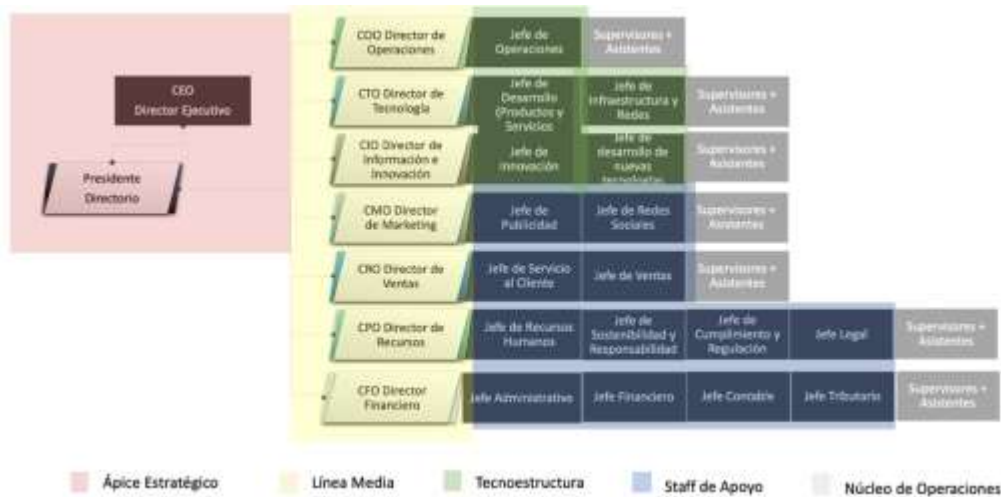 COO Director de
Operaciones
Jefe de
Operaciones
Supervisores +
Asistentes
CEO
Director Ejecutivo
CTO Director de
Tecnología
Jefe de
Desarrollo
(Productos y
Servicios
Jefe de
Infraestructura y
Redes
Supervisores +
Asistentes
CIO Director de
Información e
Innovación
Jefe de
Innovación
Jefe de
desarrollo de
nuevas
tecnologías
Supervisores +
Asistentes
Presidente
Directorio
CMO Director
de Marketing
Jefe de
Publicidad
Jefe de Redes
Sociales
Supervisores +
Asistentes
CRO Director de
Ventas
Jefe de Servicio
al Cliente
Jefe de Ventas
Supervisores +
Asistentes
CPO Director de
Recursos
Jefe de Recursos
Humanos
Jefe de
Sostenibilidad y
Responsabilidad
Jefe de
Cumplimiento y
Regulación
Jefe Legal
Supervisores +
Asistentes
CFO Director
Financiero
Jefe Administrativo
Jefe Financiero
Jefe Contable
Jefe Tributario
Supervisores +
Asistentes
Ápice Estratégico
Línea Media
Tecnoestructura
Staff de Apoyo
Núcleo de Operaciones